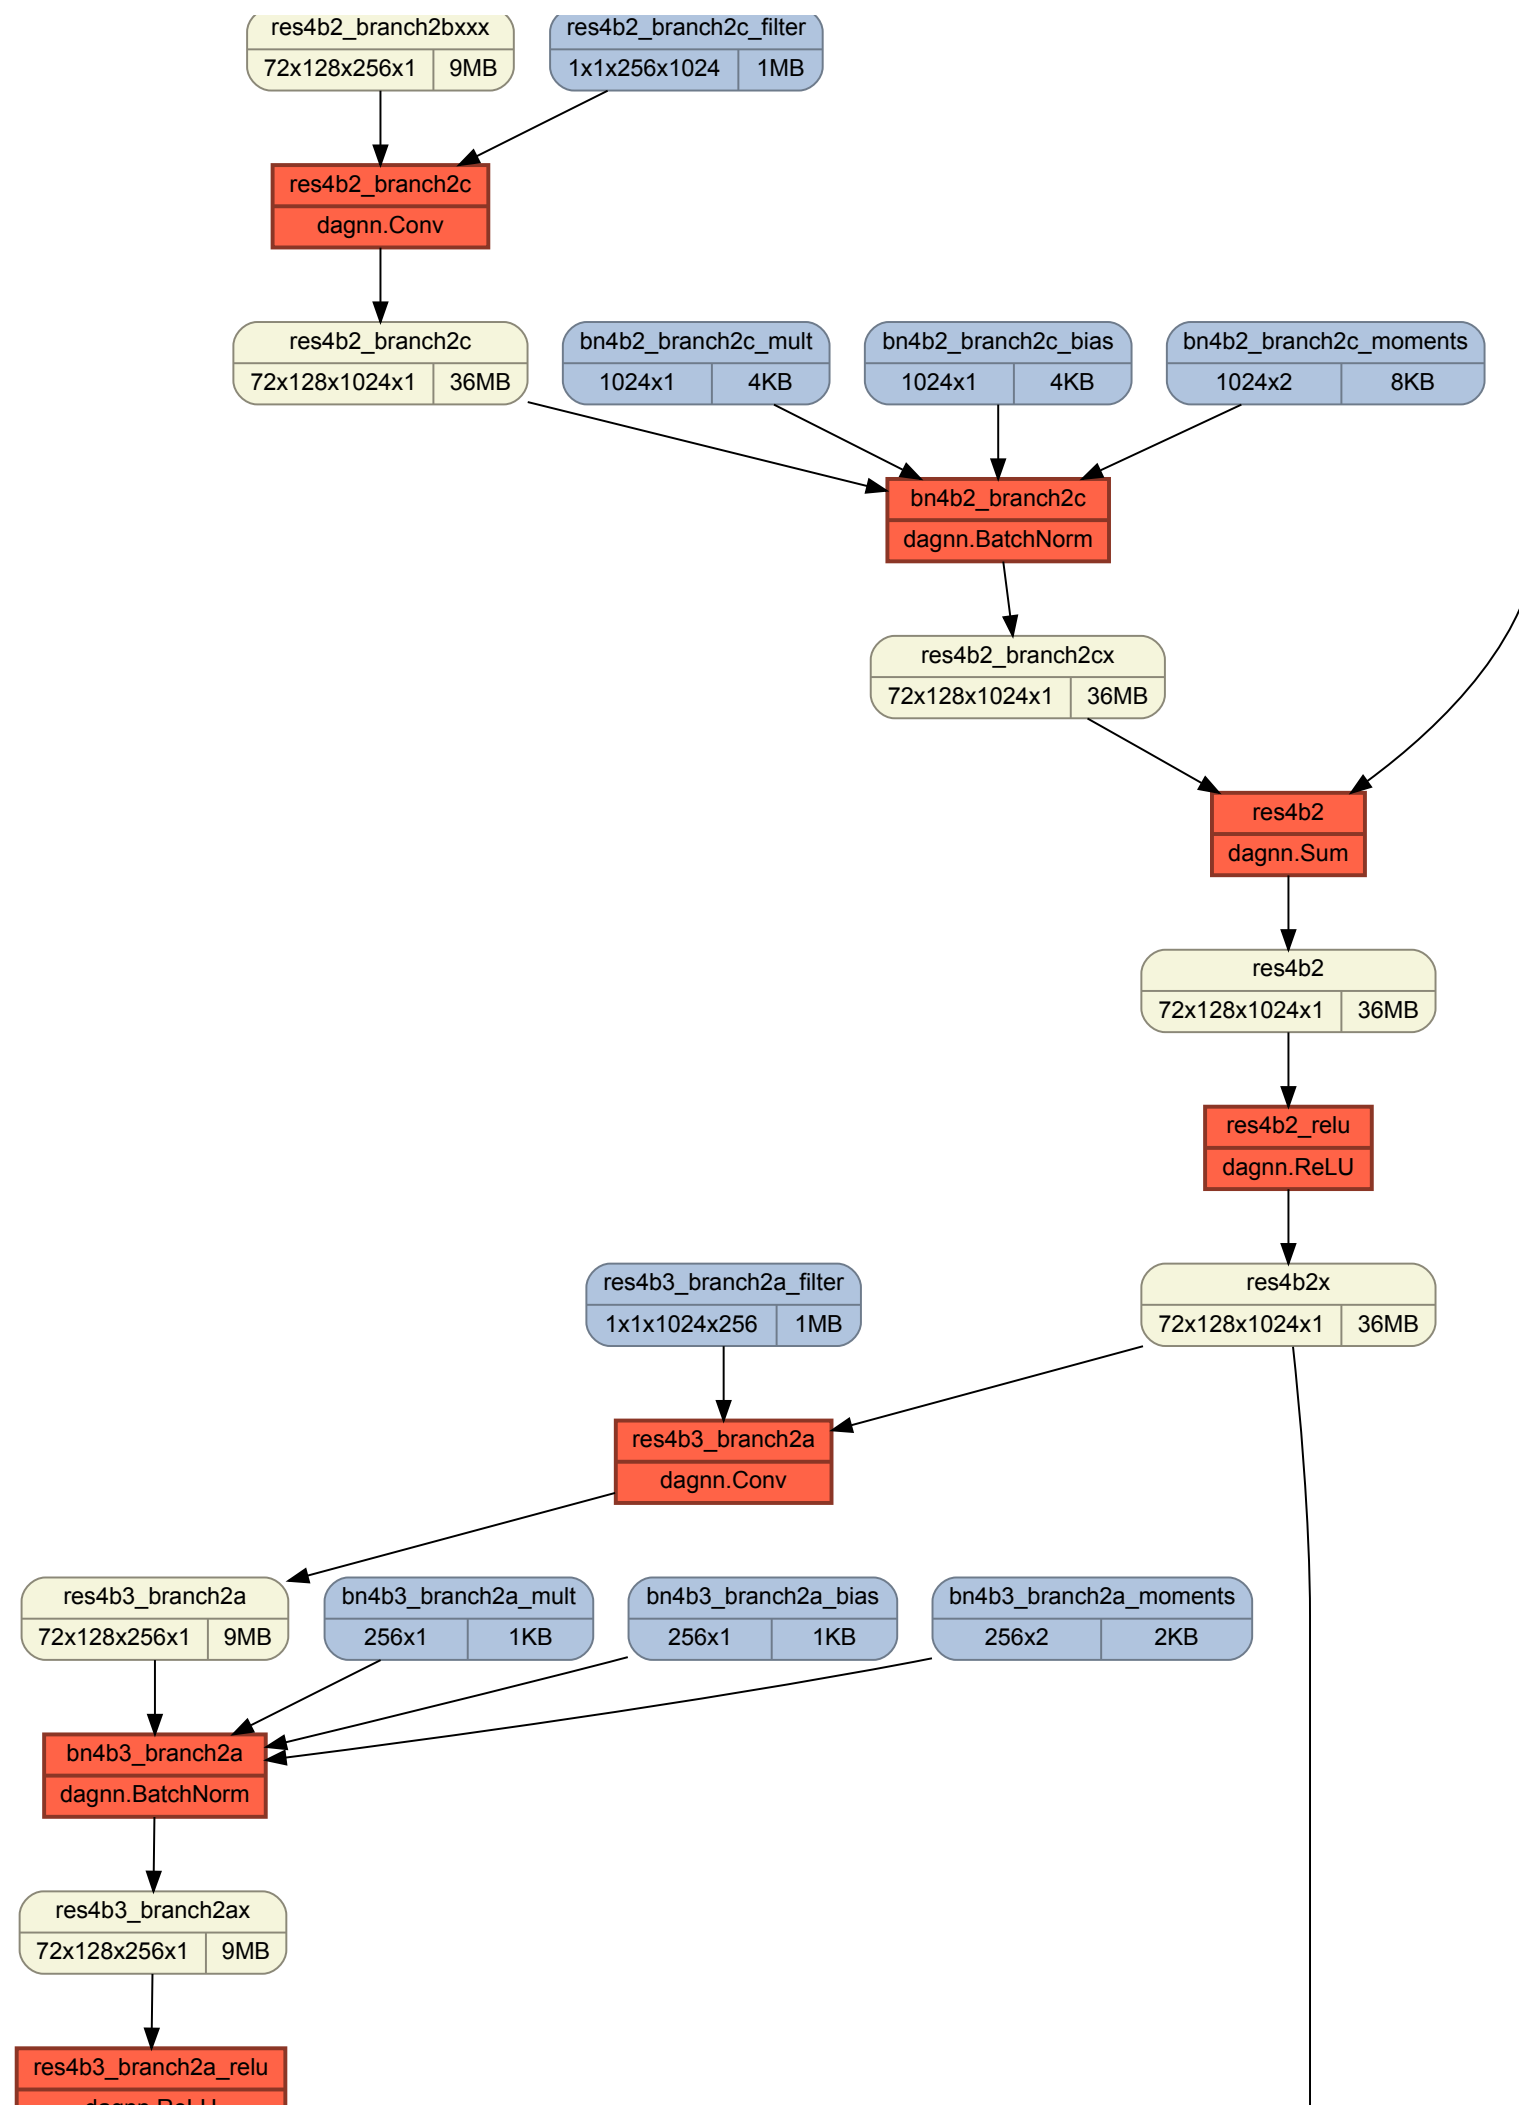 res4b2_branch2bxxx
72x128x256x1 9MB
res4b2_branch2c_filter
1x1x256x1024 1MB
res4b2_branch2c
dagnn.Conv
res4b2_branch2c
72x128x1024x1 36MB
bn4b2_branch2c_mult
1024x1 4KB
bn4b2_branch2c_bias
1024x1 4KB
bn4b2_branch2c_moments
1024x2 8KB
bn4b2_branch2c
dagnn.BatchNorm
res4b2_branch2cx
72x128x1024x1 36MB
res4b2
dagnn.Sum
res4b2
72x128x1024x1 36MB
res4b2_relu
dagnn.ReLU
res4b3_branch2a_filter
1x1x1024x256 1MB
res4b2x
72x128x1024x1 36MB
res4b3_branch2a
dagnn.Conv
res4b3_branch2a
72x128x256x1 9MB
bn4b3_branch2a_mult
256x1 1KB
bn4b3_branch2a_bias
256x1 1KB
bn4b3_branch2a_moments
256x2 2KB
bn4b3_branch2a
dagnn.BatchNorm
res4b3_branch2ax
72x128x256x1 9MB
res4b3_branch2a_relu
dagnn.ReLU